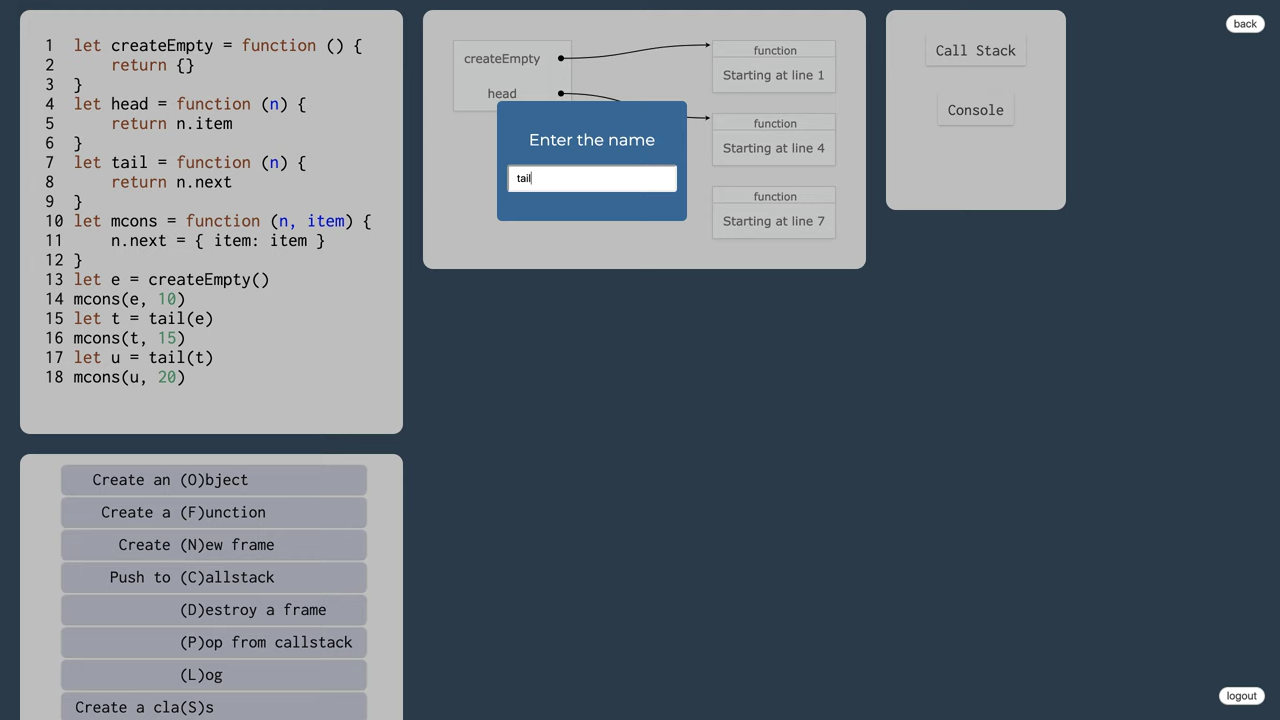 1 let createEmpty = function () {
2 return {}
3 }
4 let head = function (n) {
5 return n.item
6 }
7 let tail = function (n) {
8 return n.next
9 }
10 let mcons = function (n, item) {
11 n.next = { item: item }
12 }
13 let e = createEmpty()
14 mcons(e, 10)
15 let t = tail(e)
16 mcons(t, 15)
17 let u = tail(t)
18 mcons(u, 20)
Create an (O)bject
Create a (F)unction
Create (N)ew frame
Push to (C)allstack
(D)estroy a frame
(P)op from callstack
(L)og
Create a cla(S)s
createEmpty
head
function
Starting at line 1
function
Starting at line 4
function
Starting at line 7
Enter the name
tail
Call Stack
Console
back
logout